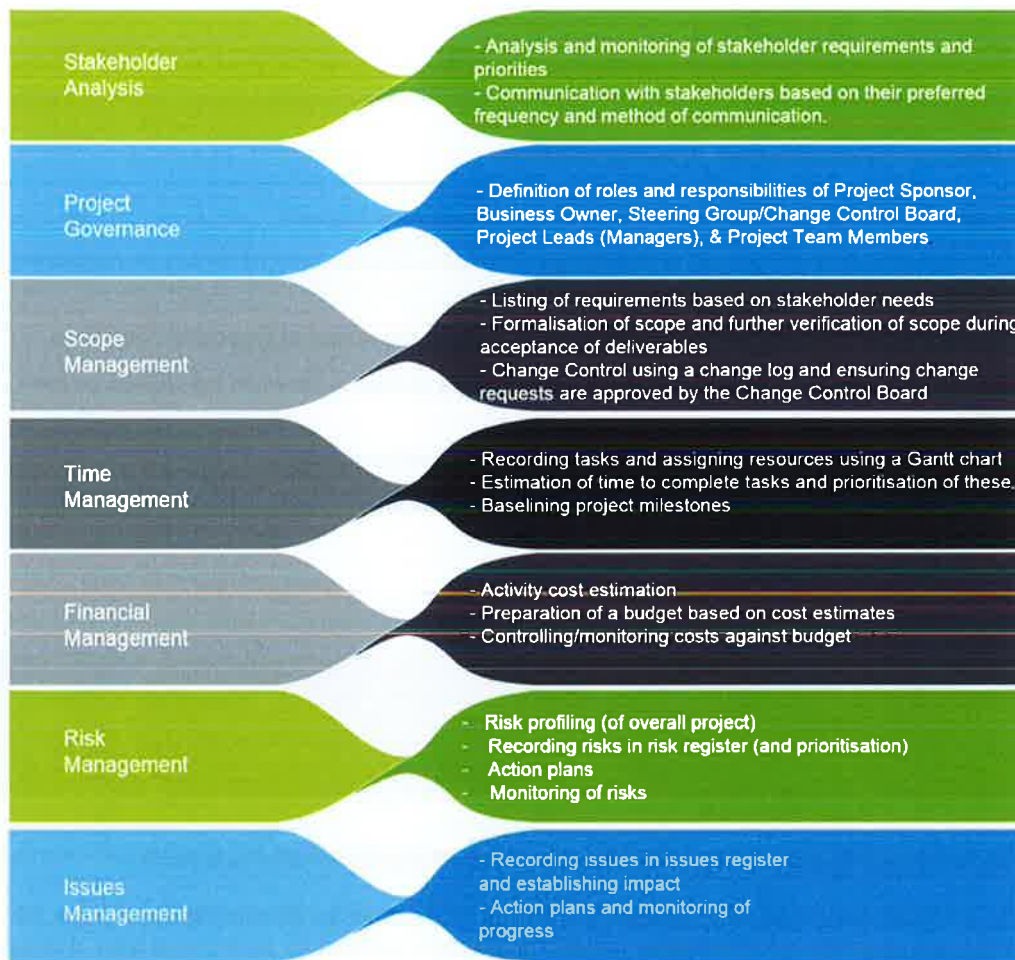 Stakeholder
Analysis
- Analysis and monitoring of stakeholder requirements and
priorities
- Communication with stakeholders based on their preferred
frequency and method of communication.
Project
Governance
- Definition of roles and responsibilities of Project Sponsor,
Business Owner, Steering Group/Change Control Board,
Project Leads (Managers), & Project Team Members
Scope
Management
- Listing of requirements based on stakeholder needs
- Formalisation of scope and further verification of scope during
acceptance of deliverables
- Change Control using a change log and ensuring change
requests are approved by the Change Control Board
Time
Management
- Recording tasks and assigning resources using a Gantt chart
- Estimation of time to complete tasks and prioritisation of these.
- Baselining project milestones
Financial
Management
- Activity cost estimation
- Preparation of a budget based on cost estimates
- Controlling/monitoring costs against budget
Risk
Management
- Risk profiling (of overall project)
- Recording risks in risk register (and prioritisation)
- Action plans
- Monitoring of risks
Issues
Management
- Recording issues in issues register
and establishing impact
- Action plans and monitoring of
progress